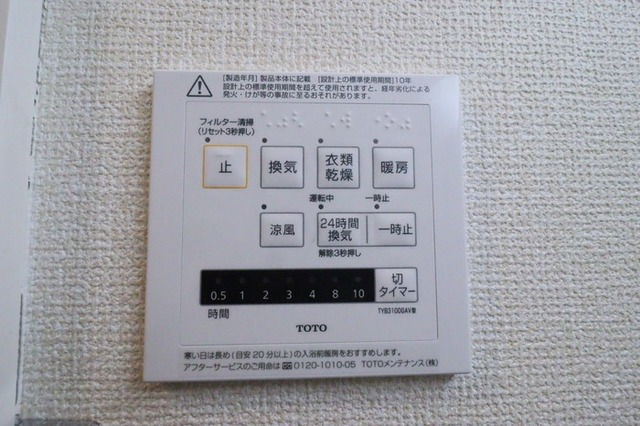 [製造年月] 製品本体に記載 [設計上の標準使用期間]10年
設計上の標準使用期間を超えて使用されますと、経年劣化による
発火・けが等の事故に至るおそれがあります。
フィルター清掃
(リセット3秒押し)
止 換気 衣類乾燥 暖房
運転中 一時止
涼風 24時間換気 一時止
解除3秒押し
0.5 1 2 3 4 8 10 切タイマー
時間
TYB3100GAV
TOTO
寒い日は長め(目安20分以上)の入浴前暖房をおすすめします。
アフターサービスのご用命は 0120-1010-05 TOTOメンテナンス(株)